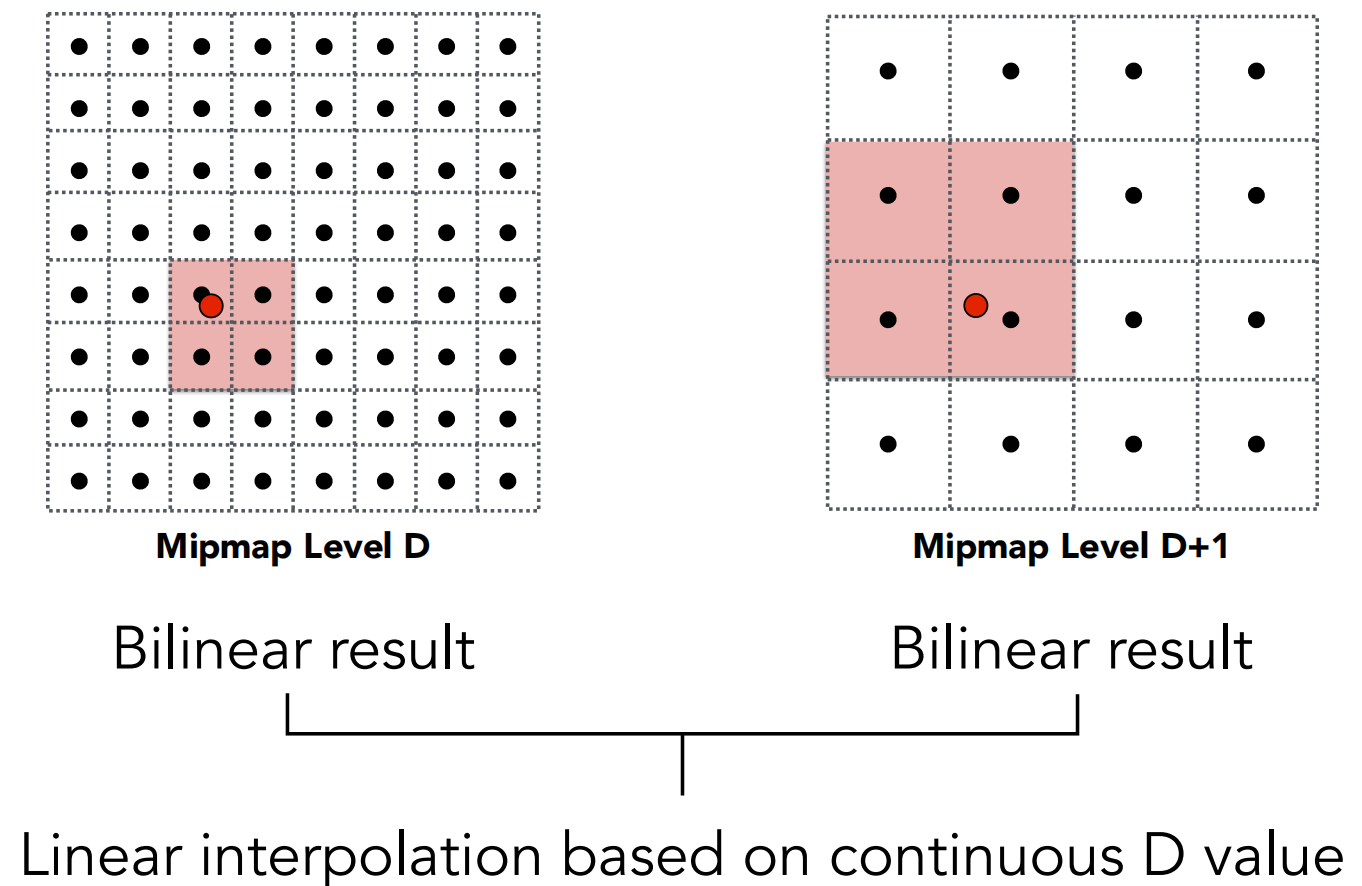 Mipmap Level D
Mipmap Level D+1
Bilinear result
Bilinear result
Linear interpolation based on continuous D value